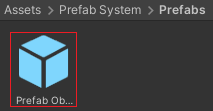 Assets > Prefab System > Prefabs
Prefab Ob...